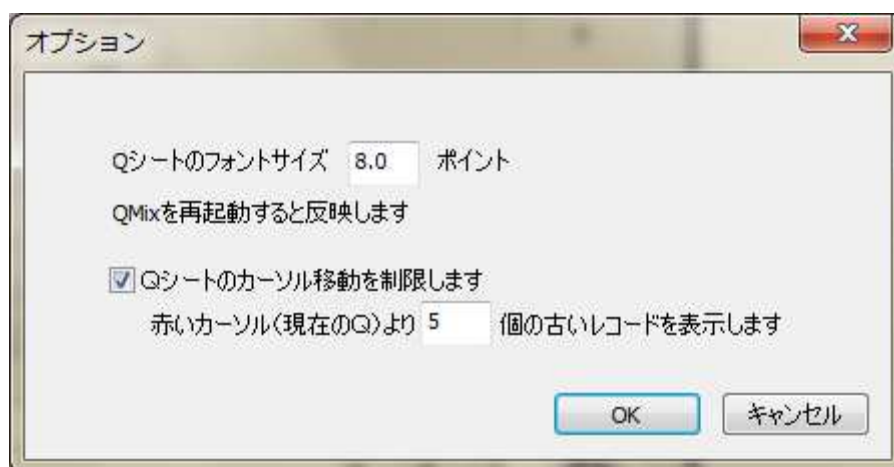 オプション
Qシートのフォントサイズ 8.0 ポイント
QMixを再起動すると反映します
Qシートのカーソル移動を制限します
赤いカーソル(現在のQ)より 5 個の古いレコードを表示します
OK キャンセル